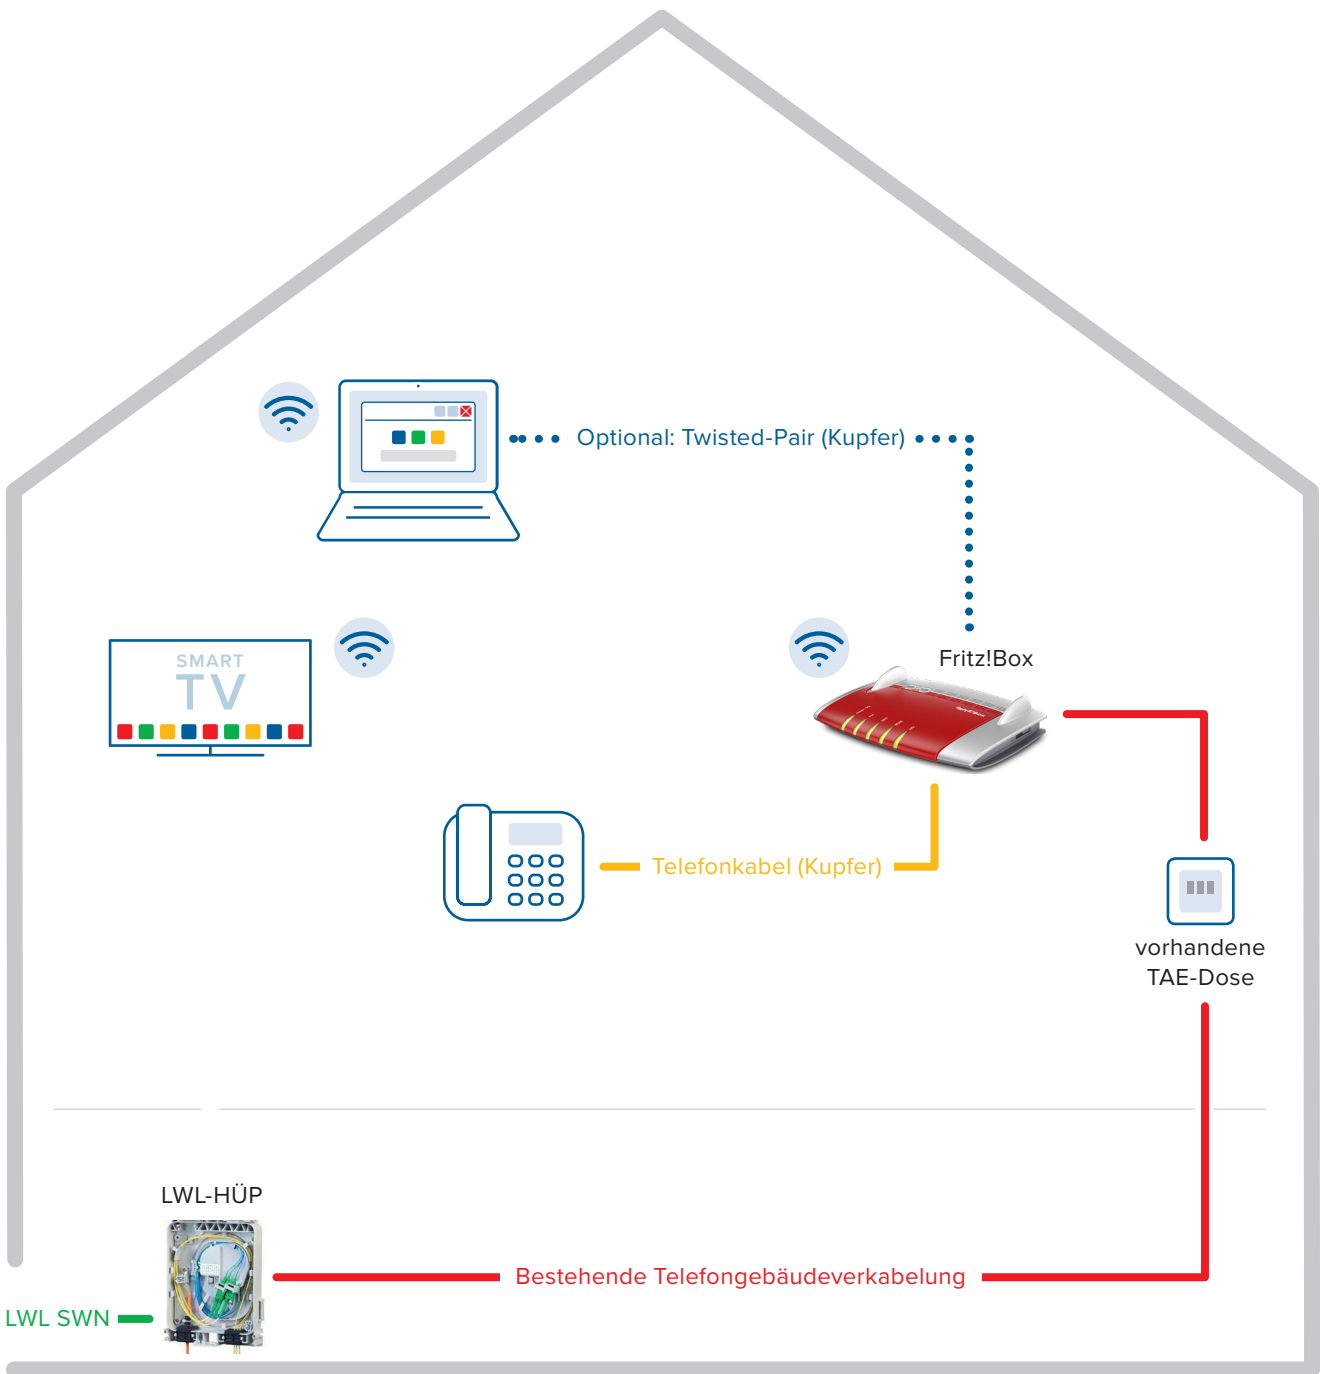 Optional: Twisted-Pair (Kupfer)
SMART
TV
Fritz!Box
Telefonkabel (Kupfer)
vorhandene
TAE-Dose
LWL-HÜP
Bestehende Telefongebäudeverkabelung
LWL SWN